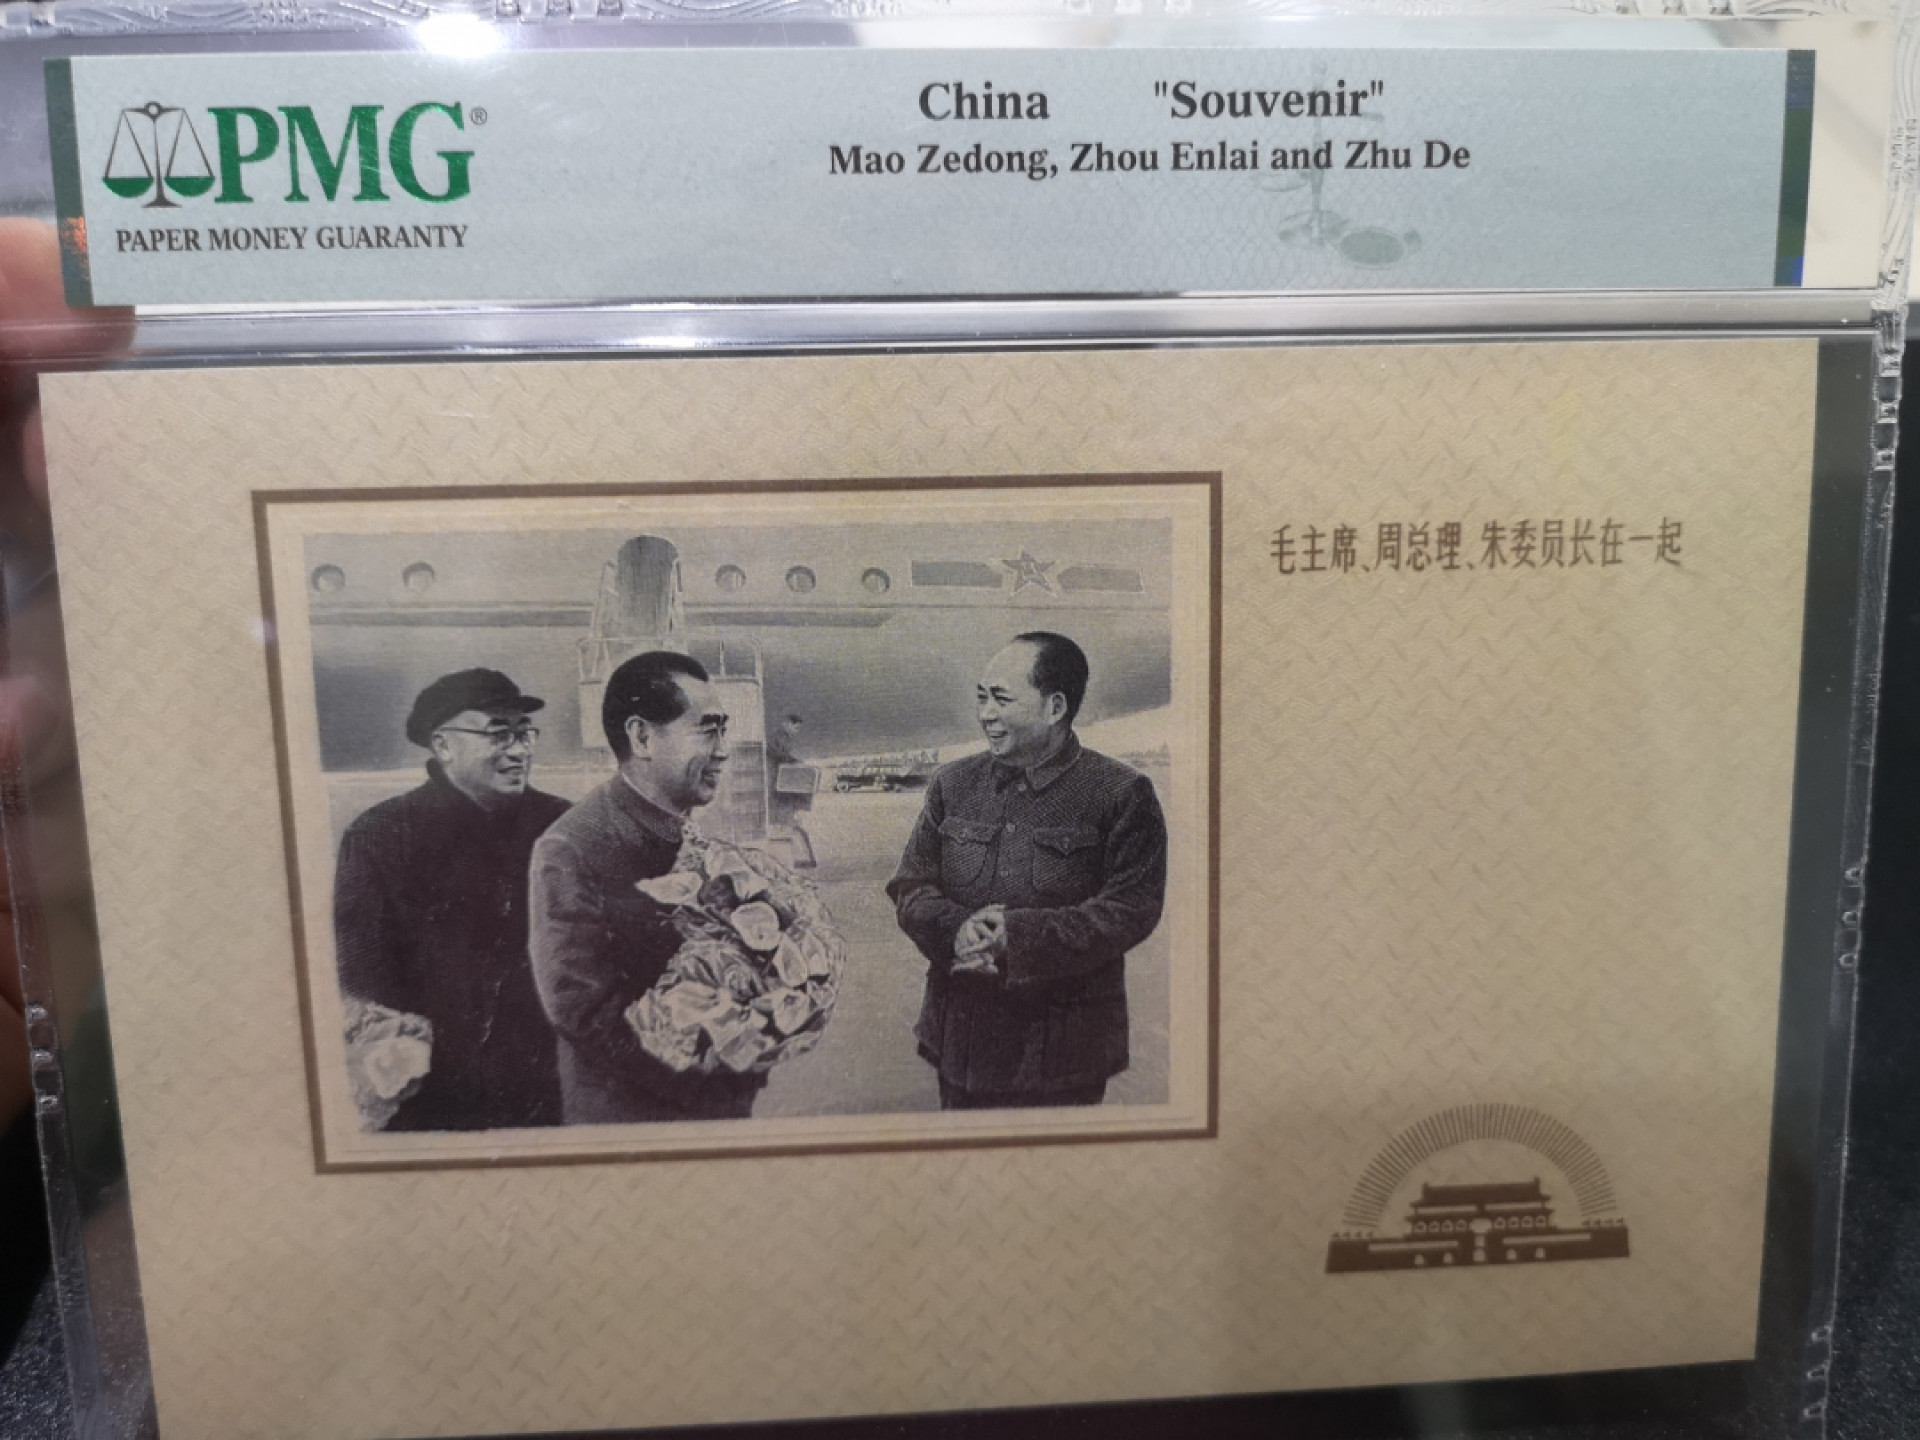 PMG®
PAPER MONEY GUARANTY
China "Souvenir"
Mao Zedong, Zhou Enlai and Zhu De
毛主席、周总理、朱委员长在一起